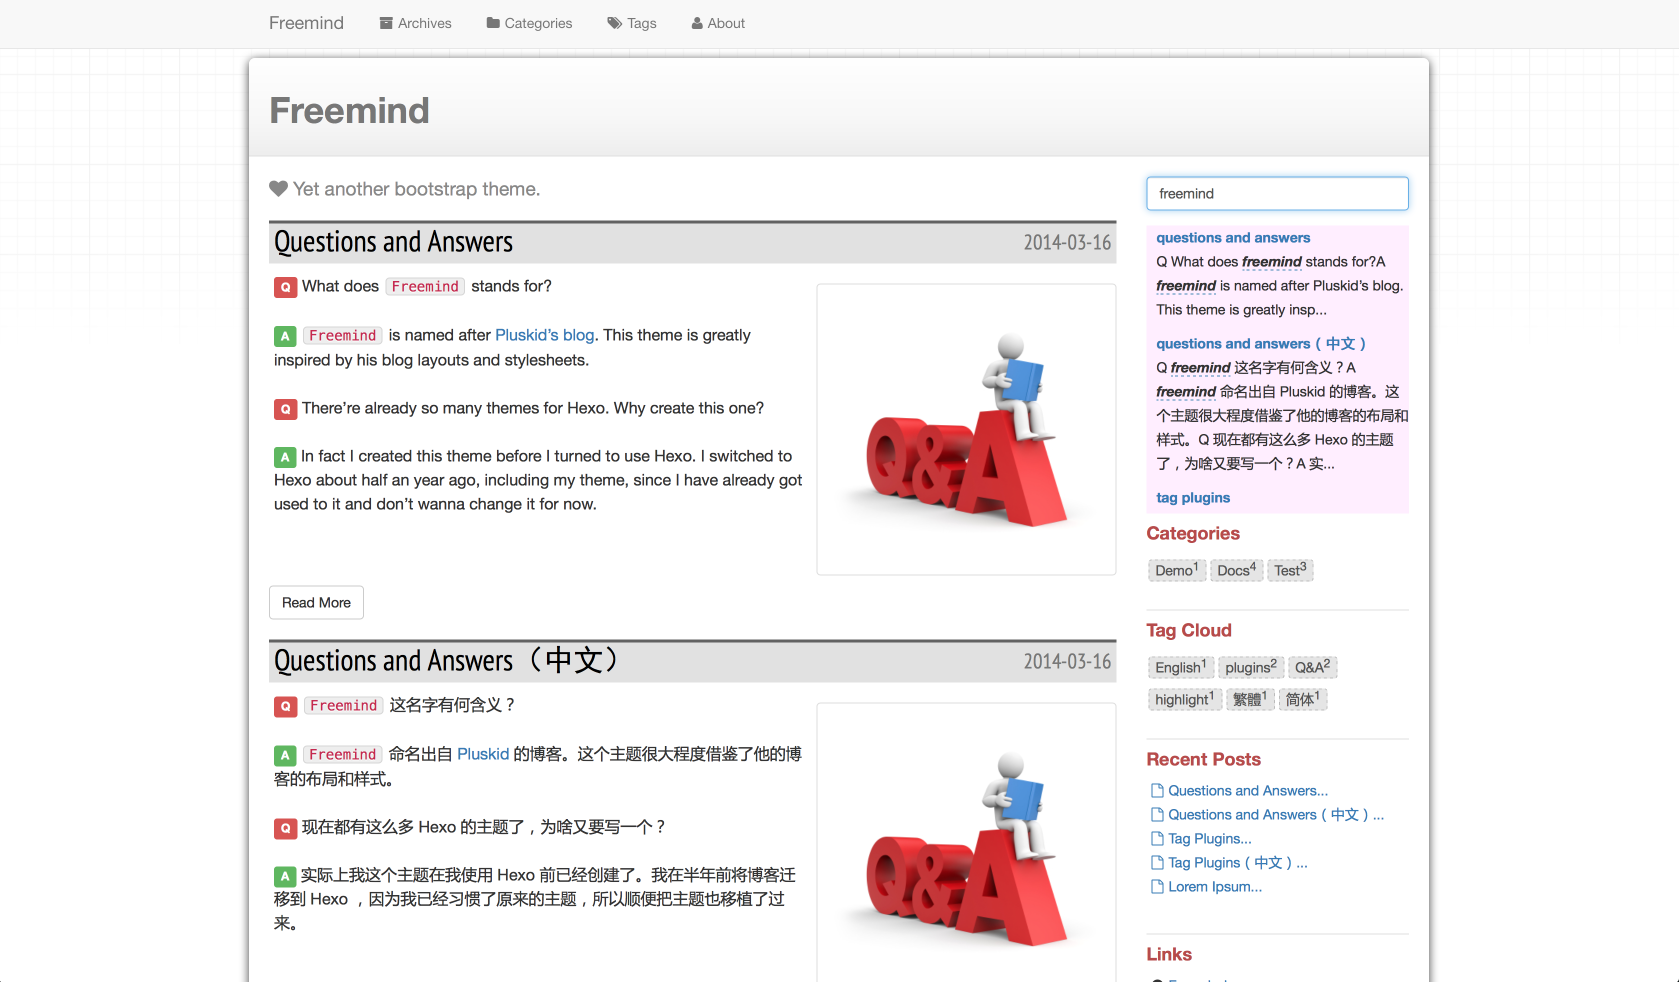 Freemind Archives Categories Tags About
Freemind
Yet another bootstrap theme.
Questions and Answers 2014-03-16
Q What does Freemind stands for?
A Freemind is named after Pluskid’s blog. This theme is greatly
inspired by his blog layouts and stylesheets.
Q There’re already so many themes for Hexo. Why create this one?
A In fact I created this theme before I turned to use Hexo. I switched to
Hexo about half an year ago, including my theme, since I have already got
used to it and don’t wanna change it for now.
Q&A
Read More
Questions and Answers（中文） 2014-03-16
Q Freemind 这名字有何含义？
A Freemind 命名出自 Pluskid 的博客。这个主题很大程度借鉴了他的博
客的布局和样式。
Q 现在都有这么多 Hexo 的主题了，为啥又要写一个？
A 实际上我这个主题在我使用 Hexo 前已经创建了。我在半年前将博客迁
移到 Hexo ，因为我已经习惯了原来的主题，所以顺便把主题也移植了过
来。
Q&A
freemind
questions and answers
Q What does freemind stands for?A
freemind is named after Pluskid’s blog.
This theme is greatly insp...
questions and answers（中文）
Q freemind 这名字有何含义？A
freemind 命名出自 Pluskid 的博客。这
个主题很大程度借鉴了他的博客的布局和
样式。Q 现在都有这么多 Hexo 的主题
了，为啥又要写一个？A 实...
tag plugins
Categories
Demo1 Docs4 Test3
Tag Cloud
English1 plugins2 Q&A2
highlight1 繁體1 简体1
Recent Posts
Questions and Answers...
Questions and Answers（中文）...
Tag Plugins...
Tag Plugins（中文）...
Lorem Ipsum...
Links